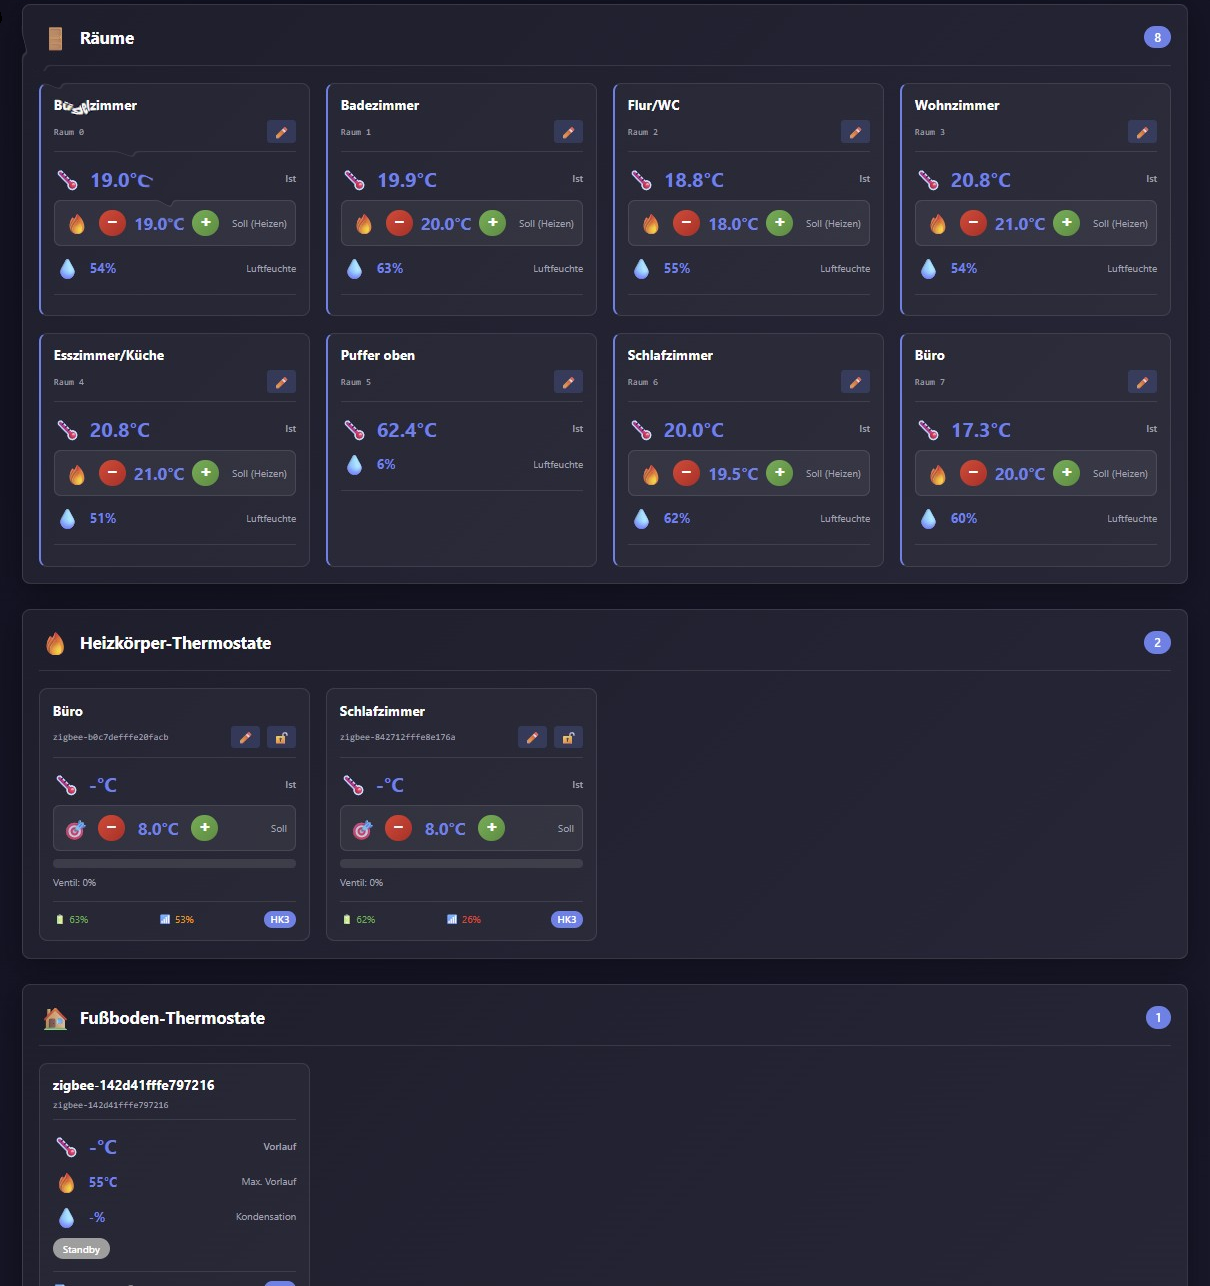 Räume
8
Raum 0
19.0°C
Ist
− 19.0°C + Soll (Heizen)
54% Luftfeuchte
Badezimmer
Raum 1
19.9°C Ist
− 20.0°C + Soll (Heizen)
63% Luftfeuchte
Flur/WC
Raum 2
18.8°C Ist
− 18.0°C + Soll (Heizen)
55% Luftfeuchte
Wohnzimmer
Raum 3
20.8°C Ist
− 21.0°C + Soll (Heizen)
54% Luftfeuchte
Esszimmer/Küche
Raum 4
20.8°C Ist
− 21.0°C + Soll (Heizen)
51% Luftfeuchte
Puffer oben
Raum 5
62.4°C Ist
6% Luftfeuchte
Schlafzimmer
Raum 6
20.0°C Ist
− 19.5°C + Soll (Heizen)
62% Luftfeuchte
Büro
Raum 7
17.3°C Ist
− 20.0°C + Soll (Heizen)
60% Luftfeuchte
Heizkörper-Thermostate
2
Büro
zigbee-b0c7defffe20facb
-°C Ist
− 8.0°C + Soll
Ventil: 0%
63% 53% HK3
Schlafzimmer
zigbee-842712fffe8e176a
-°C Ist
− 8.0°C + Soll
Ventil: 0%
62% 26% HK3
Fußboden-Thermostate
1
zigbee-142d41fffe797216
zigbee-142d41fffe797216
-°C Vorlauf
55°C Max. Vorlauf
-% Kondensation
Standby